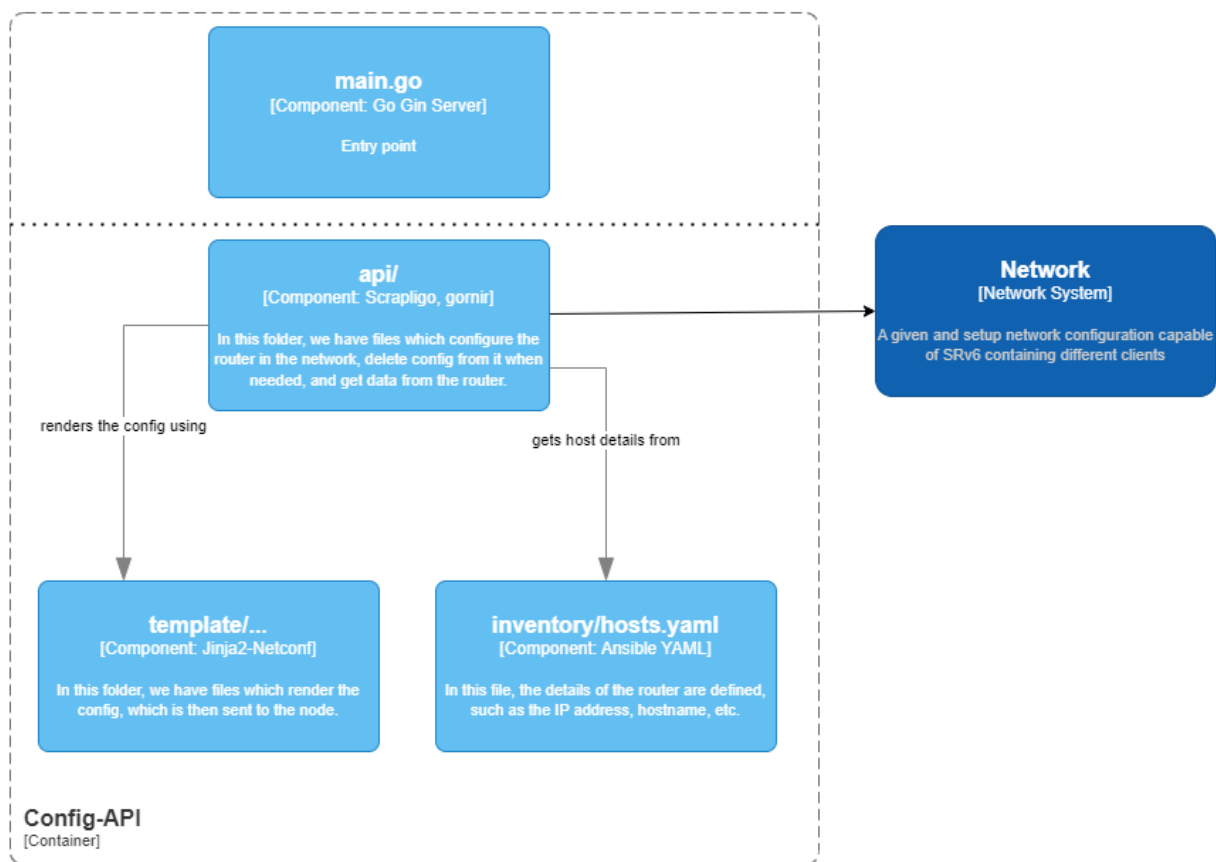 main.go
[Component: Go Gin Server]
Entry point
api/
[Component: Scrapligo, gornir]
In this folder, we have files which configure the
router in the network, delete config from it when
needed, and get data from the router.
Network
[Network System]
A given and setup network configuration capable
of SRv6 containing different clients
renders the config using
gets host details from
template/...
[Component: Jinja2-Netconf]
In this folder, we have files which render the
config, which is then sent to the node.
inventory/hosts.yaml
[Component: Ansible YAML]
In this file, the details of the router are defined,
such as the IP address, hostname, etc.
Config-API
[Container]